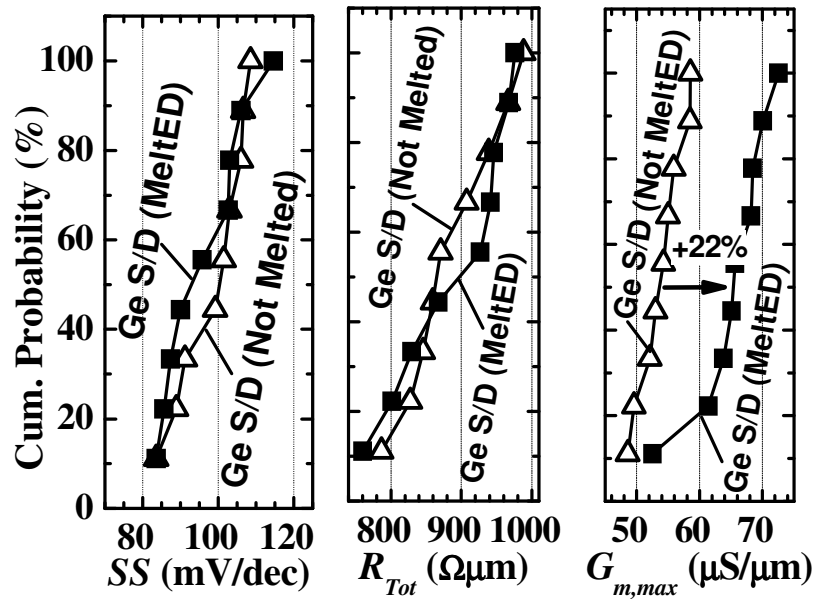 Cum. Probability (%)
100
80
60
40
20
0
Ge S/D (MeltED)
Ge S/D (Not Melted)
80 100 120
SS (mV/dec)
Ge S/D (Not Melted)
Ge S/D (MeltED)
800 900 1000
R_Tot (Ωμm)
Ge S/D (Not Melted)
+22%
Ge S/D (MeltED)
50 60 70
G_m,max (μS/μm)